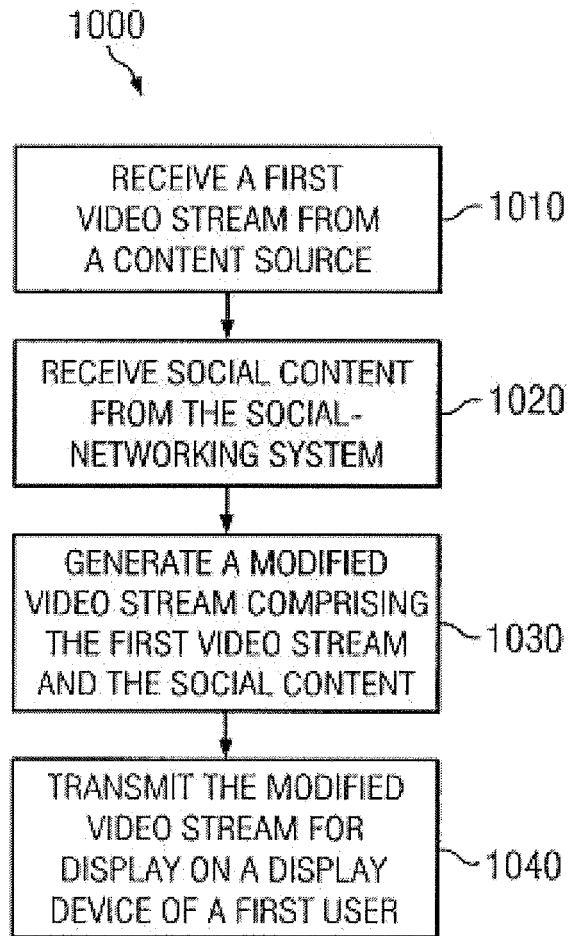 1000
RECEIVE A FIRST
VIDEO STREAM FROM
A CONTENT SOURCE
1010
RECEIVE SOCIAL CONTENT
FROM THE SOCIAL-
NETWORKING SYSTEM
1020
GENERATE A MODIFIED
VIDEO STREAM COMPRISING
THE FIRST VIDEO STREAM
AND THE SOCIAL CONTENT
1030
TRANSMIT THE MODIFIED
VIDEO STREAM FOR
DISPLAY ON A DISPLAY
DEVICE OF A FIRST USER
1040